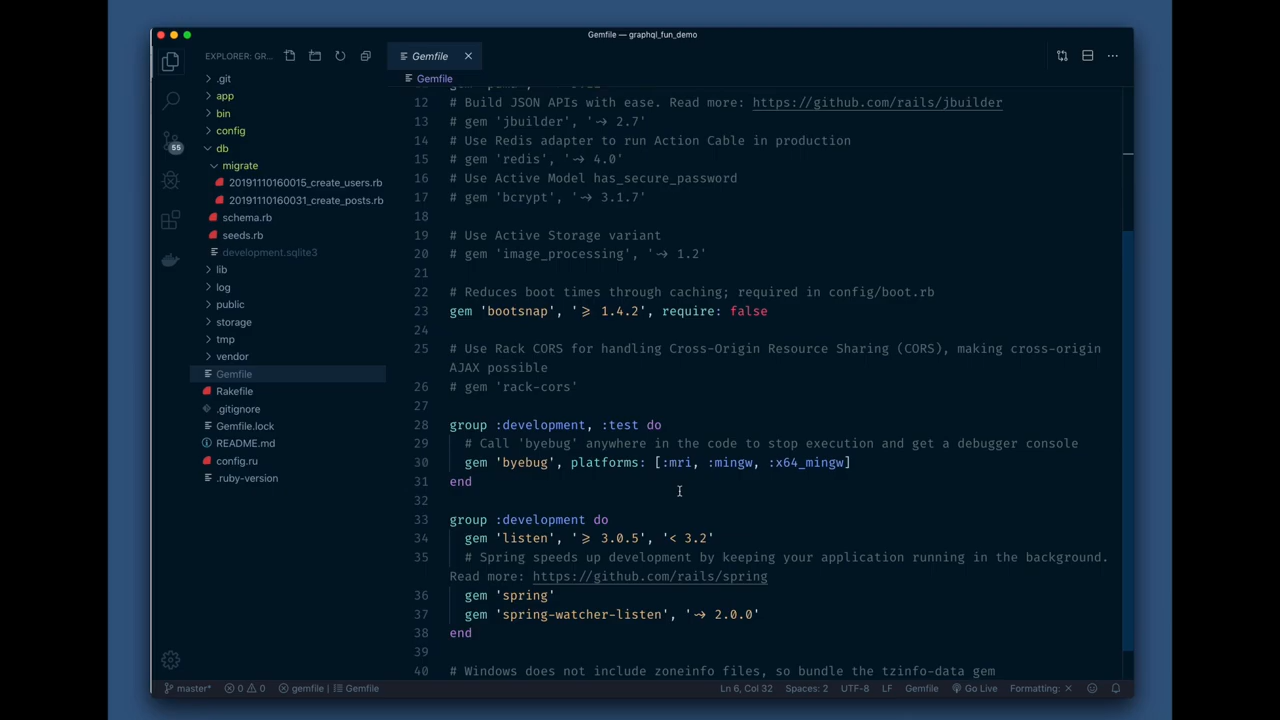 Gemfile — graphql_fun_demo
EXPLORER: GR...
Gemfile
Gemfile
.git
app
bin
config
db
migrate
20191110160015_create_users.rb
20191110160031_create_posts.rb
schema.rb
seeds.rb
development.sqlite3
lib
log
public
storage
tmp
vendor
Gemfile
Rakefile
.gitignore
Gemfile.lock
README.md
config.ru
.ruby-version
55
12 # Build JSON APIs with ease. Read more: https://github.com/rails/jbuilder
13 # gem 'jbuilder', '~> 2.7'
14 # Use Redis adapter to run Action Cable in production
15 # gem 'redis', '~> 4.0'
16 # Use Active Model has_secure_password
17 # gem 'bcrypt', '~> 3.1.7'
18
19 # Use Active Storage variant
20 # gem 'image_processing', '~> 1.2'
21
22 # Reduces boot times through caching; required in config/boot.rb
23 gem 'bootsnap', '>= 1.4.2', require: false
24
25 # Use Rack CORS for handling Cross-Origin Resource Sharing (CORS), making cross-origin
AJAX possible
26 # gem 'rack-cors'
27
28 group :development, :test do
29 # Call 'byebug' anywhere in the code to stop execution and get a debugger console
30 gem 'byebug', platforms: [:mri, :mingw, :x64_mingw]
31 end
32
33 group :development do
34 gem 'listen', '>= 3.0.5', '< 3.2'
35 # Spring speeds up development by keeping your application running in the background.
Read more: https://github.com/rails/spring
36 gem 'spring'
37 gem 'spring-watcher-listen', '~> 2.0.0'
38 end
39
40 # Windows does not include zoneinfo files, so bundle the tzinfo-data gem
master* 0 0 gemfile | Gemfile Ln 6, Col 32 Spaces: 2 UTF-8 LF Gemfile Go Live Formatting: ×